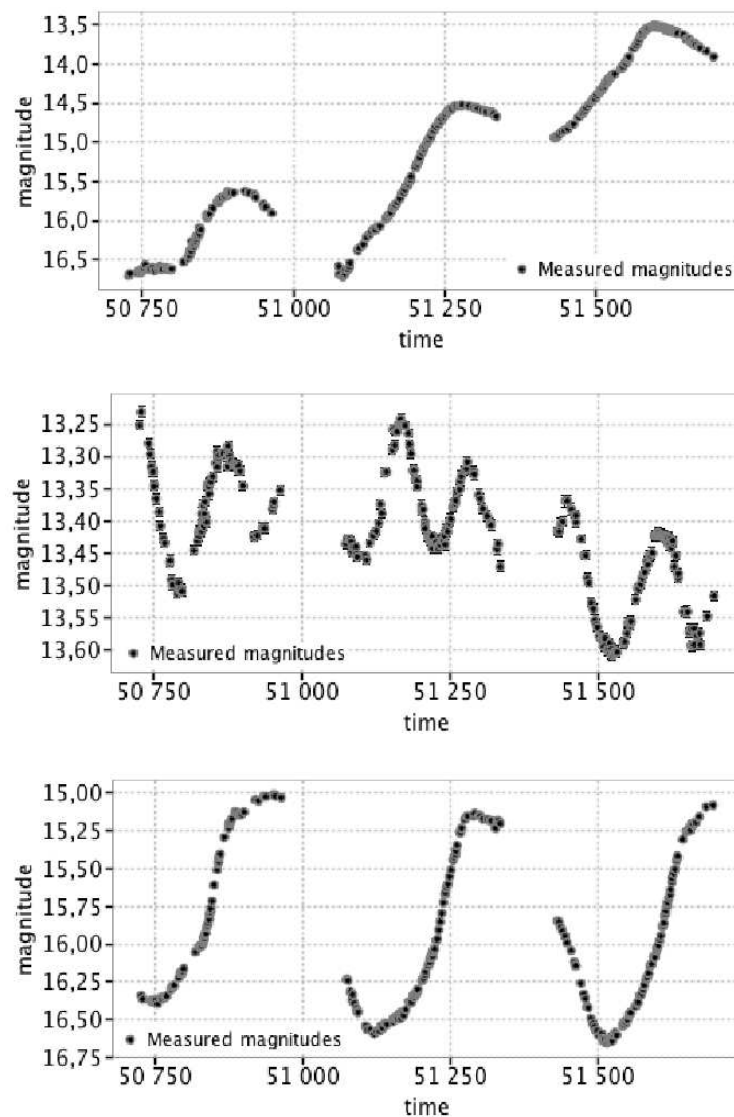 13,5
14,0
14,5
15,0
15,5
16,0
16,5
magnitude
Measured magnitudes
50 750 51 000 51 250 51 500
time
13,25
13,30
13,35
13,40
13,45
13,50
13,55
13,60
magnitude
Measured magnitudes
50 750 51 000 51 250 51 500
time
15,00
15,25
15,50
15,75
16,00
16,25
16,50
16,75
magnitude
Measured magnitudes
50 750 51 000 51 250 51 500
time